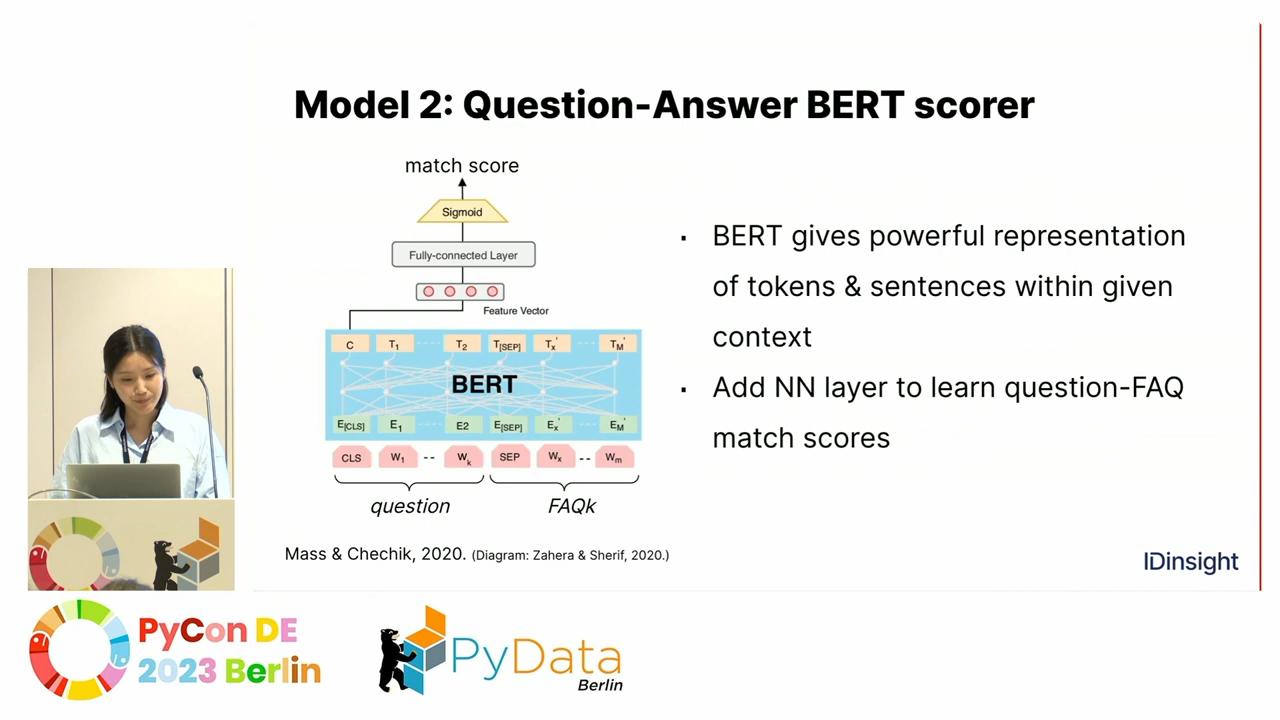 Model 2: Question-Answer BERT scorer
match score
Sigmoid
Fully-connected Layer
Feature Vector
C T1 T2 T[SEP] Tx' TM'
BERT
E[CLS] E1 E2 E[SEP] Ex' EM'
CLS W1 -- Wk SEP Wx -- Wm
question FAQk
Mass & Chechik, 2020. (Diagram: Zahera & Sherif, 2020.)
· BERT gives powerful representation
of tokens & sentences within given
context
· Add NN layer to learn question-FAQ
match scores
IDinsight
PyCon DE
2023 Berlin
PyData
Berlin